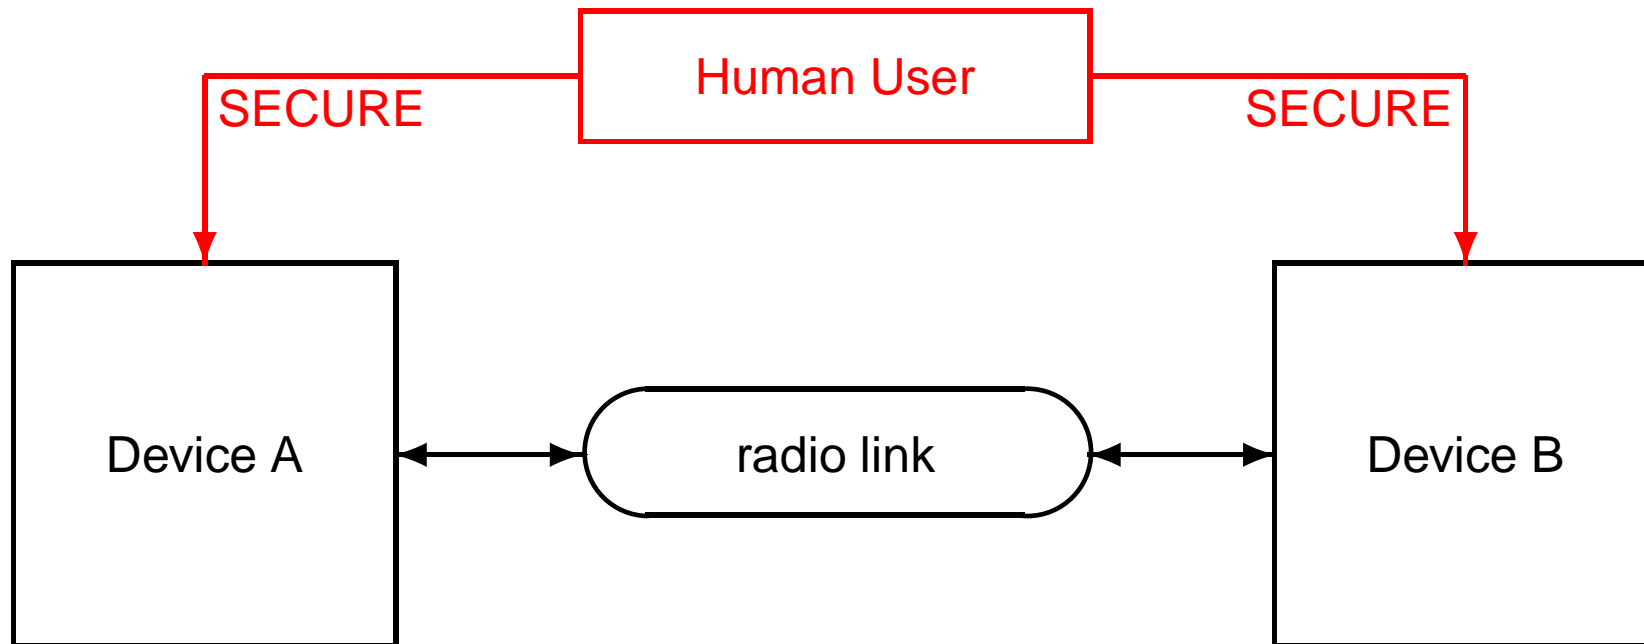 Human User
SECURE
SECURE
Device A
radio link
Device B